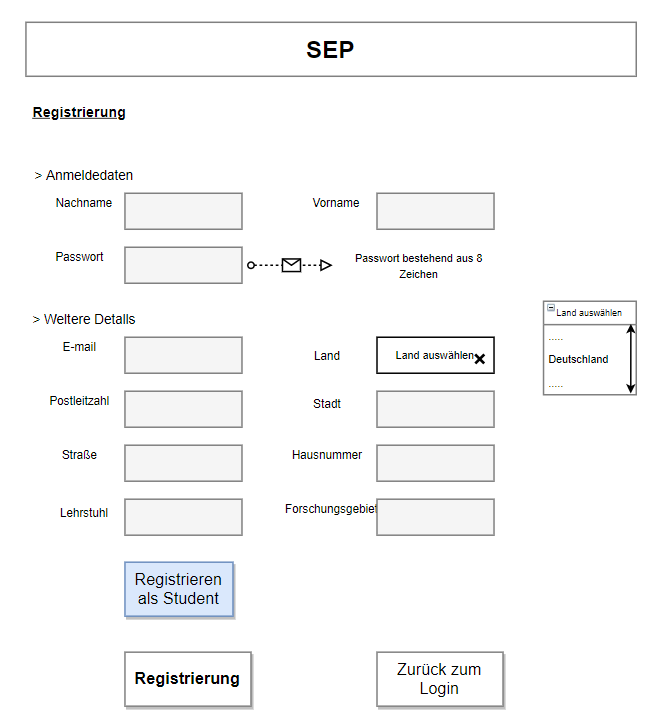 SEP
Registrierung
> Anmeldedaten
Nachname
Vorname
Passwort
Passwort bestehend aus 8
Zeichen
> Weltere Details
Land auswählen
.....
Deutschland
.....
E-mail
Land
Land auswählen
Postleitzahl
Stadt
Straße
Hausnummer
Lehrstuhl
Forschungsgebiet
Registrieren
als Student
Registrierung
Zurück zum
Login